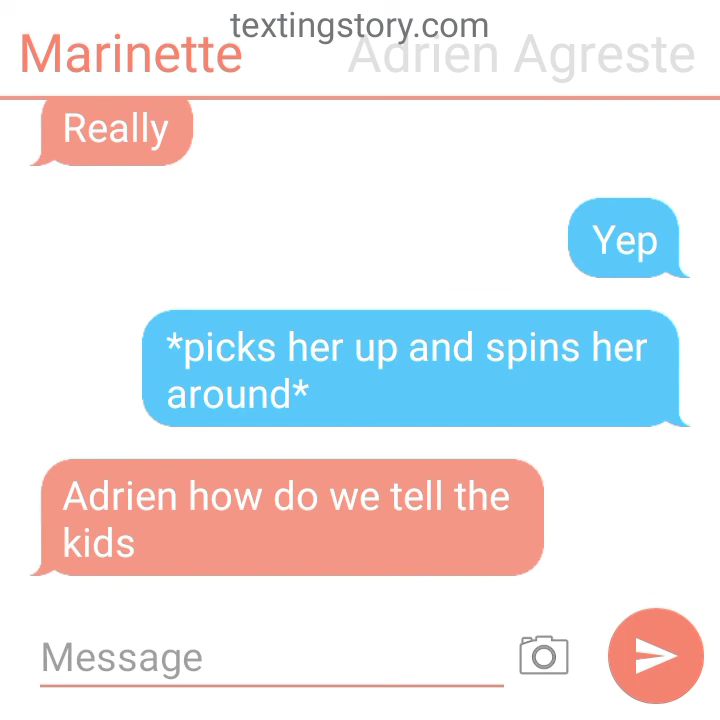 textingstory.com
Marinette Adrien Agreste
Really
Yep
*picks her up and spins her
around*
Adrien how do we tell the
kids
Message